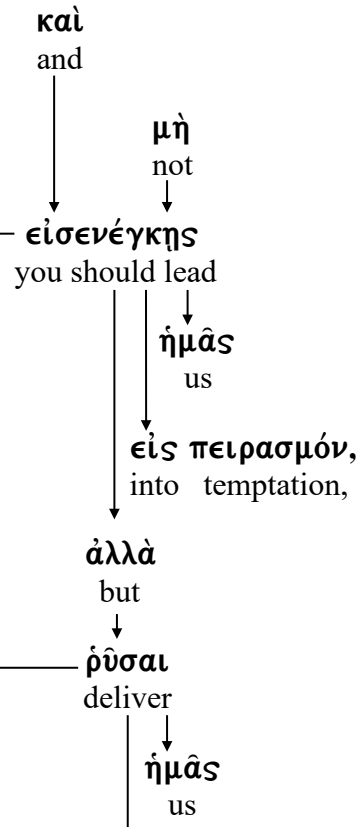 καὶ
and
μὴ
not
εἰσενέγκῃς
you should lead
ἡμᾶς
us
εἰς πειρασμόν,
into temptation,
ἀλλὰ
but
ῥῦσαι
deliver
ἡμᾶς
us